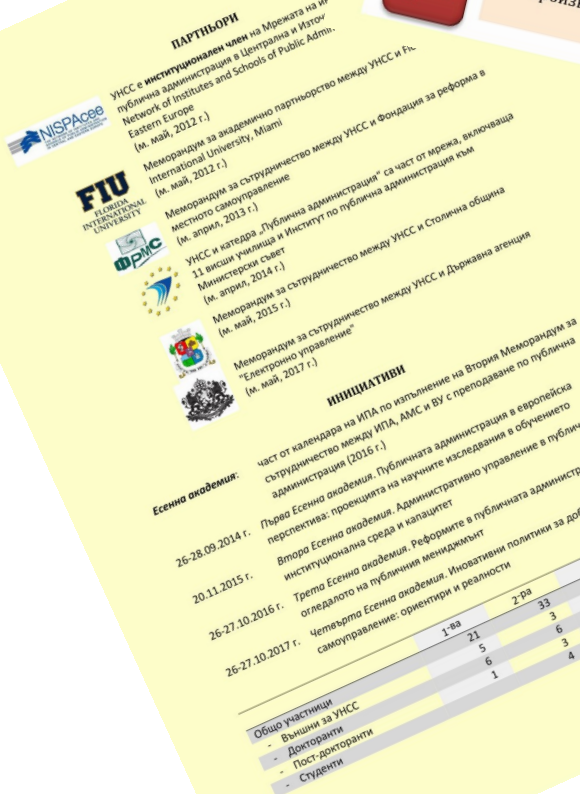 ПАРТНЬОРИ
УНСС е институционален член на Мрежата на
публична администрация в Централна и
Network of Institutes and Schools of Public
Eastern Europe
(м. май, 2012 г.)
NISPAcee
Меморандум за академично партньорство между УНСС и
International University, Miami
(м. май, 2012 г.)
FIU
FLORIDA
INTERNATIONAL
UNIVERSITY
Меморандум за сътрудничество между УНСС и Фондация за реформа в
местното самоуправление
(м. април, 2013 г.)
ФРМС
УНСС и катедра „Публична администрация“ са част от мрежа, включваща
11 висши училища и Институт по публична администрация към
Министерски съвет
(м. април, 2014 г.)
Меморандум за сътрудничество между УНСС и Столична община
(м. май, 2015 г.)
Меморандум за сътрудничество между УНСС и Държавна агенция
"Електронно управление"
(м. май, 2017 г.)
ИНИЦИАТИВИ
Есенна академия:
част от календара на ИПА по изпълнение на Втория Меморандум за
сътрудничество между ИПА, АМС и ВУ с преподаване по публична
администрация (2016 г.)
26-28.09.2014 г. Първа Есенна академия. Публичната администрация в европейска
перспектива: проекцията на научните изследвания в обучението
20.11.2015 г. Втора Есенна академия. Административно управление в
институционална среда и капацитет
26-27.10.2016 г. Трета Есенна академия. Реформите в публичната
огледалото на публичния мениджмънт
26-27.10.2017 г. Четвърта Есенна академия. Иновативни политики за
самоуправление: ориентири и реалности
1-ва 2-ра
Общо участници 21 33
- Външни за УНСС 5 3
- Докторанти 6 6
- Пост-докторанти 1 3
- Студенти 4